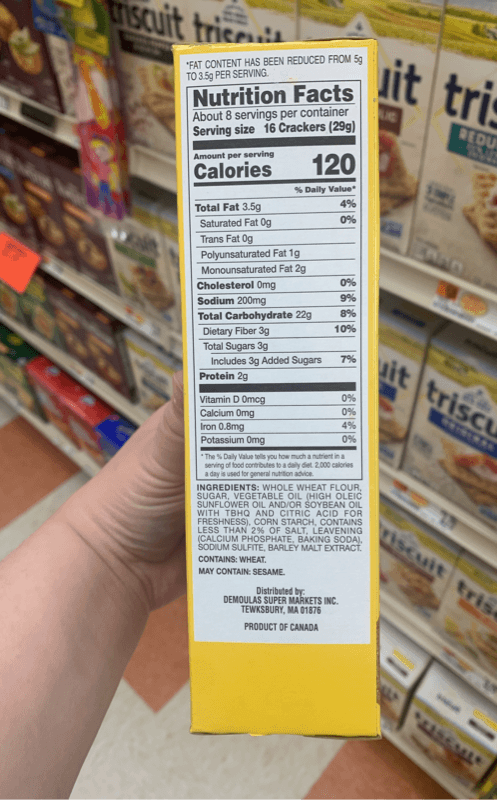 triscuit triscuit
uit tris
REDU
*FAT CONTENT HAS BEEN REDUCED FROM 5g
TO 3.5g PER SERVING.
Nutrition Facts
About 8 servings per container
Serving size 16 Crackers (29g)
Amount per serving
Calories 120
% Daily Value*
Total Fat 3.5g 4%
Saturated Fat 0g 0%
Trans Fat 0g
Polyunsaturated Fat 1g
Monounsaturated Fat 2g
Cholesterol 0mg 0%
Sodium 200mg 9%
Total Carbohydrate 22g 8%
Dietary Fiber 3g 10%
Total Sugars 3g
Includes 3g Added Sugars 7%
Protein 2g
Vitamin D 0mcg 0%
Calcium 0mg 0%
Iron 0.8mg 4%
Potassium 0mg 0%
*The % Daily Value tells you how much a nutrient in a
serving of food contributes to a daily diet. 2,000 calories
a day is used for general nutrition advice.
INGREDIENTS: WHOLE WHEAT FLOUR,
SUGAR, VEGETABLE OIL (HIGH OLEIC
SUNFLOWER OIL AND/OR SOYBEAN OIL
WITH TBHQ AND CITRIC ACID FOR
FRESHNESS), CORN STARCH, CONTAINS
LESS THAN 2% OF SALT, LEAVENING
(CALCIUM PHOSPHATE, BAKING SODA),
SODIUM SULFITE, BARLEY MALT EXTRACT.
CONTAINS: WHEAT.
MAY CONTAIN: SESAME.
Distributed by:
DEMOULAS SUPER MARKETS INC.
TEWKSBURY, MA 01876
PRODUCT OF CANADA
uit triscu
ORIGINAL
triscuit tris
triscuit